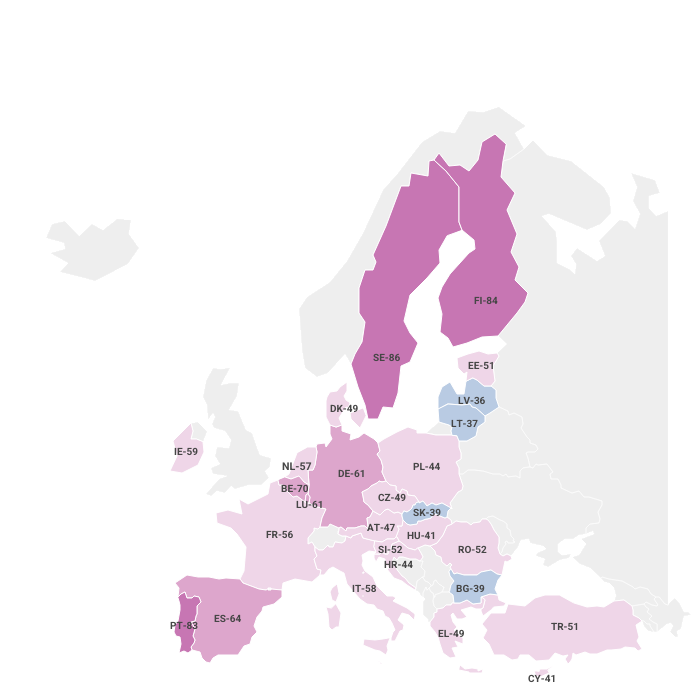 FI-84
SE-86
EE-51
LV-36
DK-49
LT-37
IE-59
NL-57
PL-44
DE-61
BE-70
CZ-49
LU-61
SK-39
AT-47
FR-56
HU-41
SI-52
RO-52
HR-44
IT-58
BG-39
ES-64
PT-83
TR-51
EL-49
CY-41